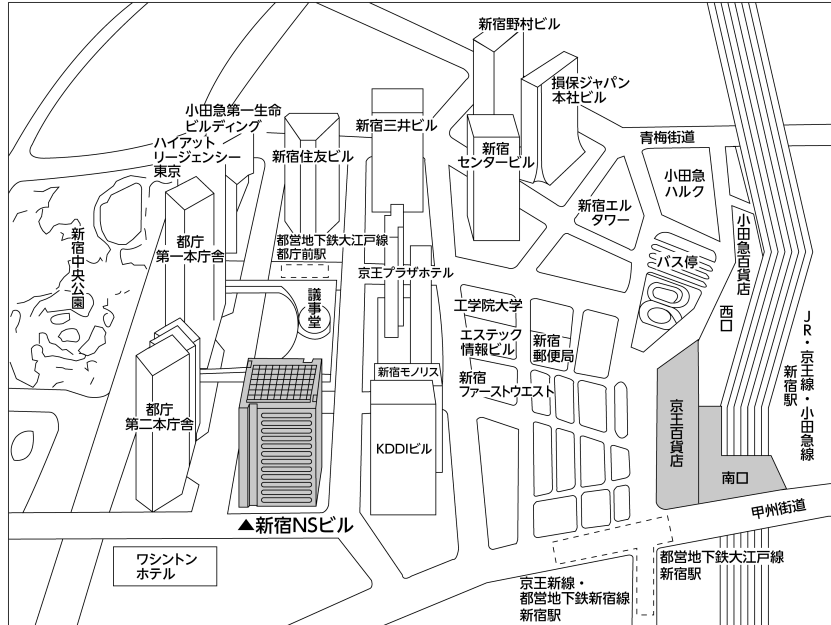 新宿野村ビル
損保ジャパン
本社ビル
小田急第一生命
ビルディング
新宿三井ビル
青梅街道
ハイアット
リージェンシー
東京
新宿住友ビル
新宿
センタービル
小田急
ハルク
新宿エル
タワー
小田急百貨店
新宿中央公園
都庁
第一本庁舎
都営地下鉄大江戸線
都庁前駅
京王プラザホテル
バス停
議事堂
工学院大学
西口
JR・京王線・小田急線
新宿駅
エステック
情報ビル
新宿
郵便局
新宿モノリス
新宿
ファーストウエスト
都庁
第二本庁舎
京王百貨店
KDDIビル
南口
▲新宿NSビル
甲州街道
ワシントン
ホテル
都営地下鉄大江戸線
新宿駅
京王新線・
都営地下鉄新宿線
新宿駅